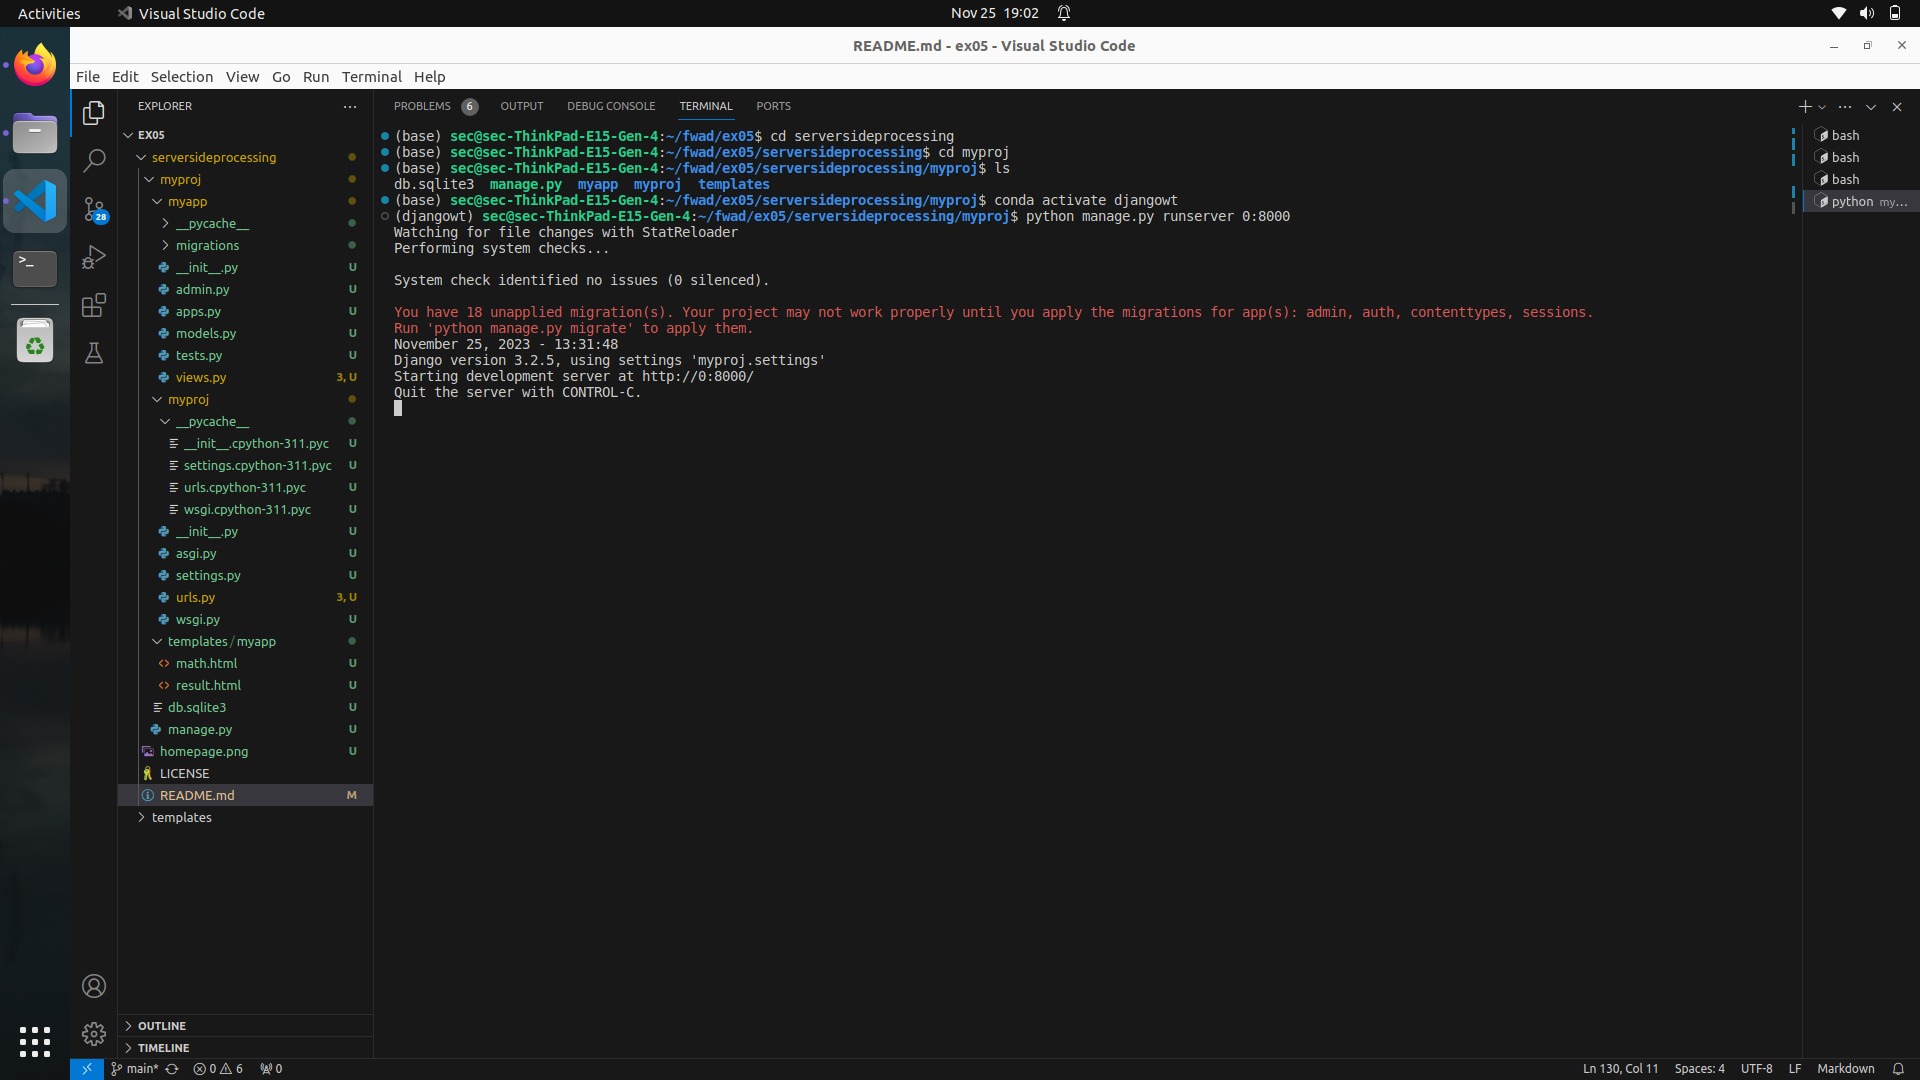 Activities
Visual Studio Code
Nov 25 19:02
README.md - ex05 - Visual Studio Code
File Edit Selection View Go Run Terminal Help
EXPLORER
PROBLEMS 6 OUTPUT DEBUG CONSOLE TERMINAL PORTS
EX05
serversideprocessing
myproj
myapp
__pycache__
migrations
__init__.py U
admin.py U
apps.py U
models.py U
tests.py U
views.py 3, U
myproj
__pycache__
__init__.cpython-311.pyc U
settings.cpython-311.pyc U
urls.cpython-311.pyc U
wsgi.cpython-311.pyc U
__init__.py U
asgi.py U
settings.py U
urls.py 3, U
wsgi.py U
templates/myapp
math.html U
result.html U
db.sqlite3 U
manage.py U
homepage.png U
LICENSE
README.md M
templates
OUTLINE
TIMELINE
28
(base) sec@sec-ThinkPad-E15-Gen-4:~/fwad/ex05$ cd serversideprocessing
(base) sec@sec-ThinkPad-E15-Gen-4:~/fwad/ex05/serversideprocessing$ cd myproj
(base) sec@sec-ThinkPad-E15-Gen-4:~/fwad/ex05/serversideprocessing/myproj$ ls
db.sqlite3 manage.py myapp myproj templates
(base) sec@sec-ThinkPad-E15-Gen-4:~/fwad/ex05/serversideprocessing/myproj$ conda activate djangowt
(djangowt) sec@sec-ThinkPad-E15-Gen-4:~/fwad/ex05/serversideprocessing/myproj$ python manage.py runserver 0:8000
Watching for file changes with StatReloader
Performing system checks...
System check identified no issues (0 silenced).
You have 18 unapplied migration(s). Your project may not work properly until you apply the migrations for app(s): admin, auth, contenttypes, sessions.
Run 'python manage.py migrate' to apply them.
November 25, 2023 - 13:31:48
Django version 3.2.5, using settings 'myproj.settings'
Starting development server at http://0:8000/
Quit the server with CONTROL-C.
bash
bash
bash
python my...
main* 0 6 0
Ln 130, Col 11 Spaces: 4 UTF-8 LF Markdown